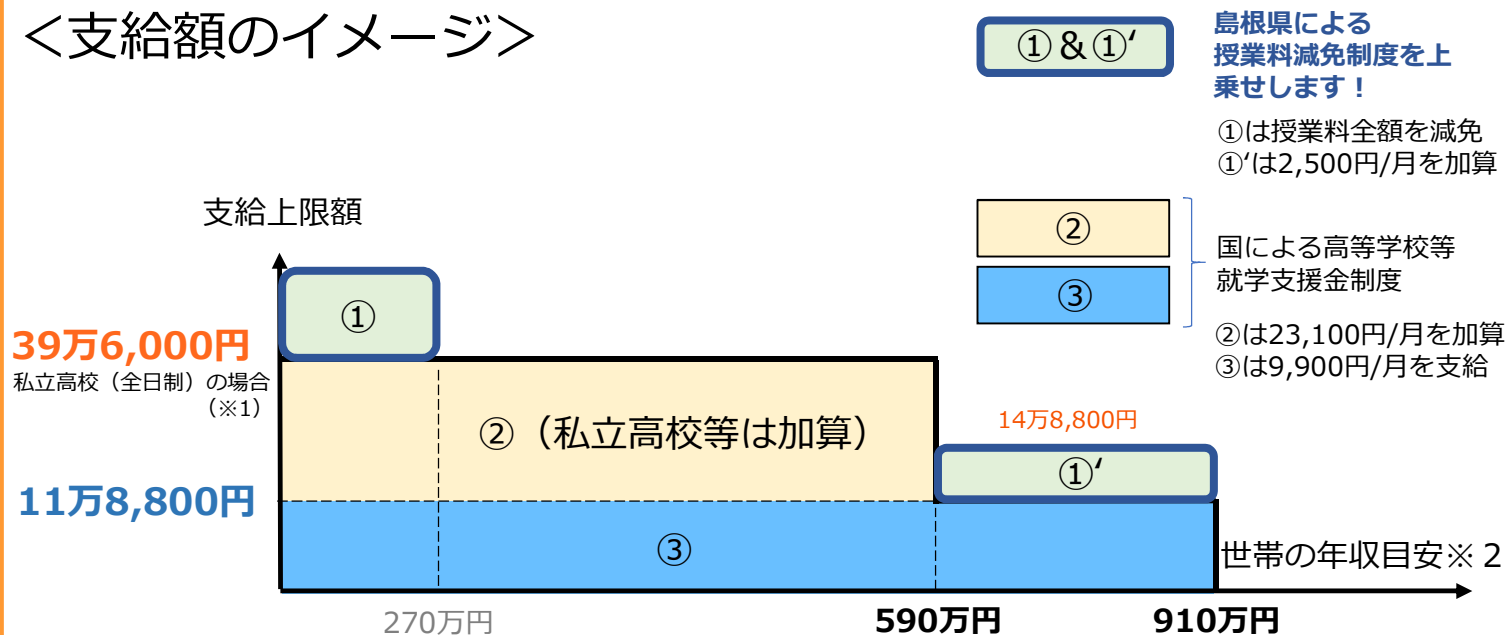 ＜支給額のイメージ＞
①＆①‘
島根県による
授業料減免制度を上
乗せします！
①は授業料全額を減免
①‘は2,500円/月を加算
支給上限額
②
③
国による高等学校等
就学支援金制度
②は23,100円/月を加算
③は9,900円/月を支給
①
39万6,000円
私立高校（全日制）の場合
（※1）
②（私立高校等は加算）
14万8,800円
①‘
11万8,800円
③
世帯の年収目安※２
270万円
590万円
910万円